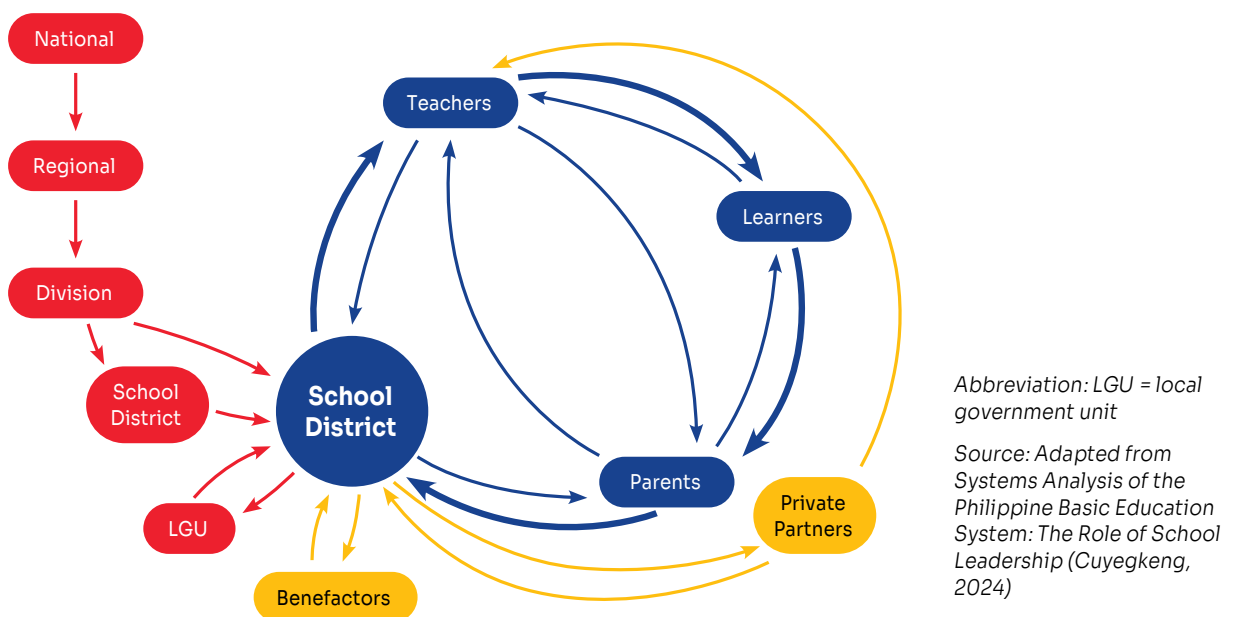 National
Regional
Division
School
District
LGU
School
District
Teachers
Learners
Parents
Private
Partners
Benefactors
Abbreviation: LGU = local
government unit
Source: Adapted from
Systems Analysis of the
Philippine Basic Education
System: The Role of School
Leadership (Cuyegkeng,
2024)